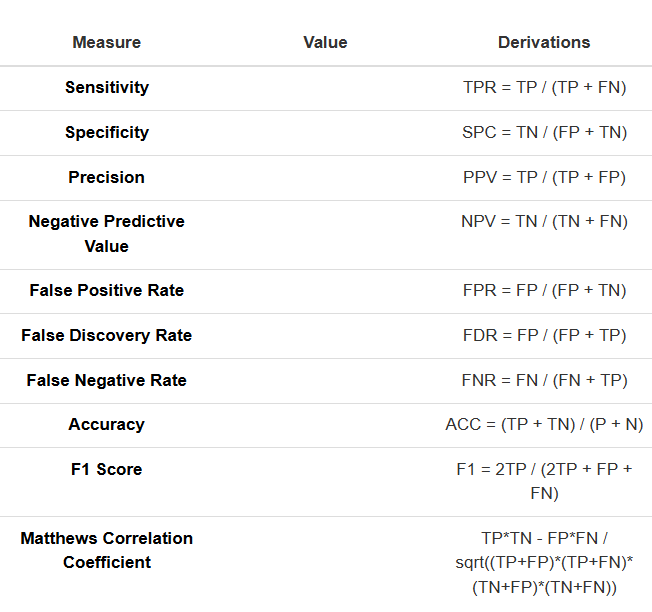 Measure Value Derivations
Sensitivity TPR = TP / (TP + FN)
Specificity SPC = TN / (FP + TN)
Precision PPV = TP / (TP + FP)
Negative Predictive NPV = TN / (TN + FN)
Value
False Positive Rate FPR = FP / (FP + TN)
False Discovery Rate FDR = FP / (FP + TP)
False Negative Rate FNR = FN / (FN + TP)
Accuracy ACC = (TP + TN) / (P + N)
F1 Score F1 = 2TP / (2TP + FP +
FN)
Matthews Correlation TP*TN - FP*FN /
Coefficient sqrt((TP+FP)*(TP+FN)*
(TN+FP)*(TN+FN))